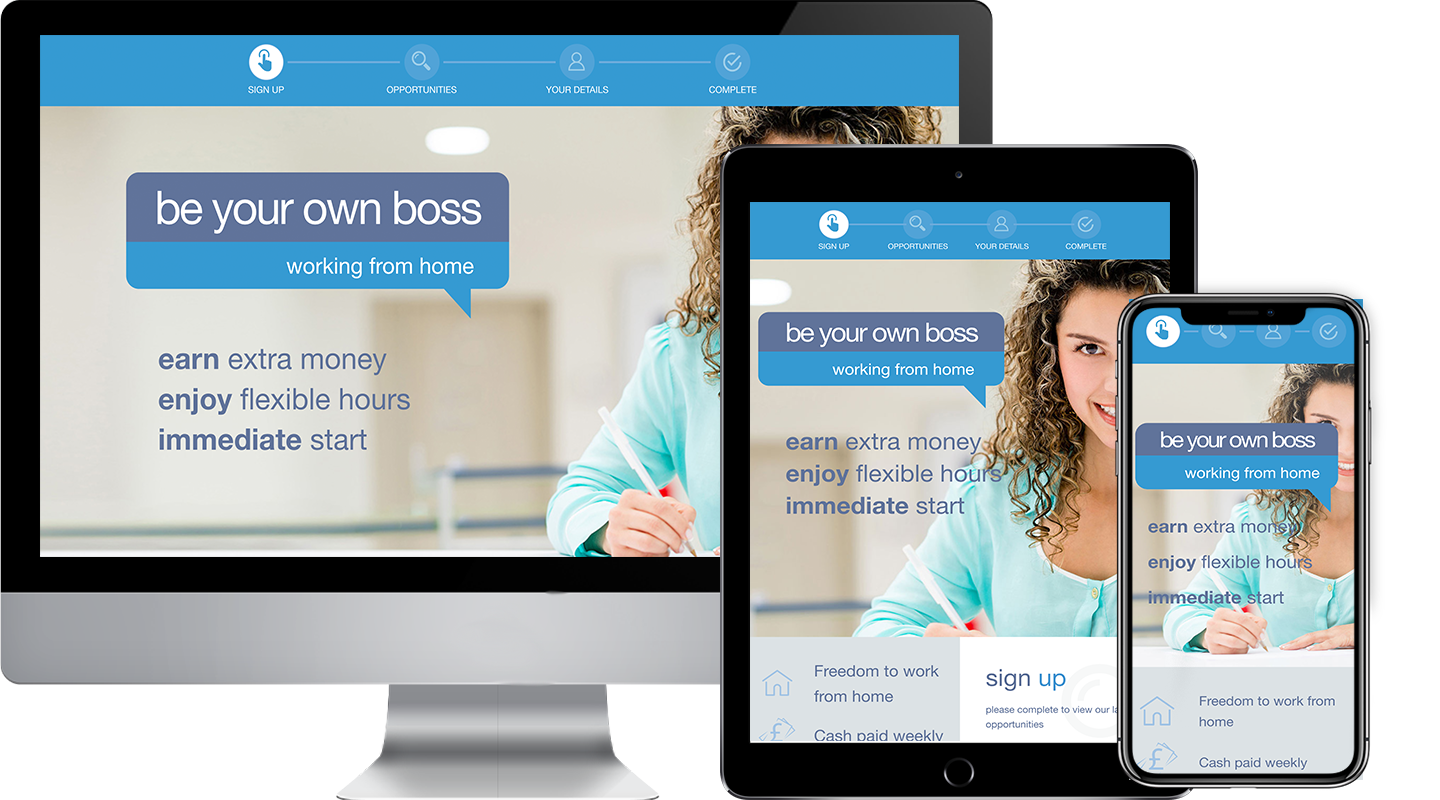 SIGN UP
OPPORTUNITIES
YOUR DETAILS
COMPLETE
be your own boss
working from home
earn extra money
enjoy flexible hours
immediate start
SIGN UP
OPPORTUNITIES
YOUR DETAILS
COMPLETE
be your own boss
working from home
earn extra money
enjoy flexible hours
immediate start
Freedom to work
from home
Cash paid weekly
sign up
please complete to view our la
opportunities
be your own boss
working from home
earn extra money
enjoy flexible hours
immediate start
Freedom to work from
home
£
Cash paid weekly